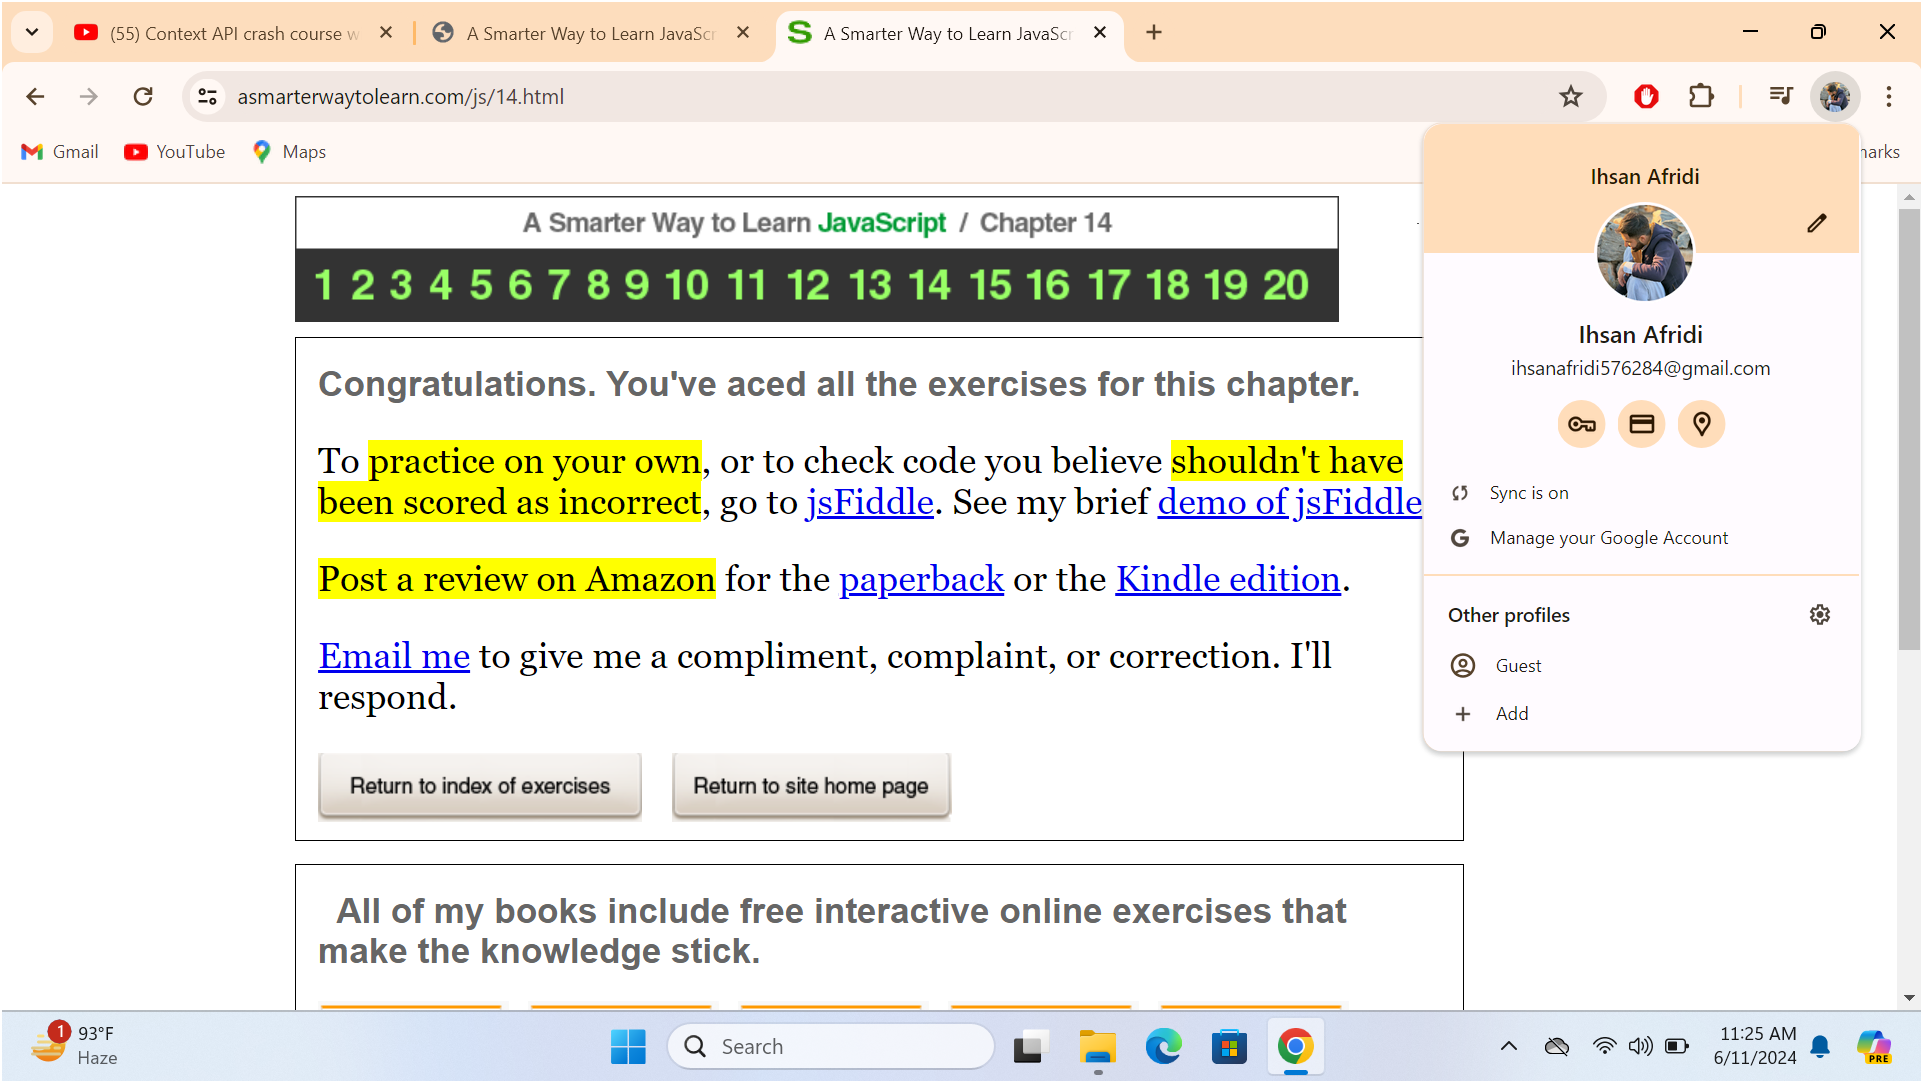 (55) Context API crash course w
A Smarter Way to Learn JavaScr
A Smarter Way to Learn JavaScr
asmarterwaytolearn.com/js/14.html
Gmail
YouTube
Maps
marks
A Smarter Way to Learn JavaScript / Chapter 14
1 2 3 4 5 6 7 8 9 10 11 12 13 14 15 16 17 18 19 20
Congratulations. You've aced all the exercises for this chapter.
To practice on your own, or to check code you believe shouldn't have
been scored as incorrect, go to jsFiddle. See my brief demo of jsFiddle
Post a review on Amazon for the paperback or the Kindle edition.
Email me to give me a compliment, complaint, or correction. I'll
respond.
Return to index of exercises
Return to site home page
All of my books include free interactive online exercises that
make the knowledge stick.
Ihsan Afridi
Ihsan Afridi
ihsanafridi576284@gmail.com
Sync is on
Manage your Google Account
Other profiles
Guest
Add
1
93°F
Haze
Search
11:25 AM
6/11/2024
PRE